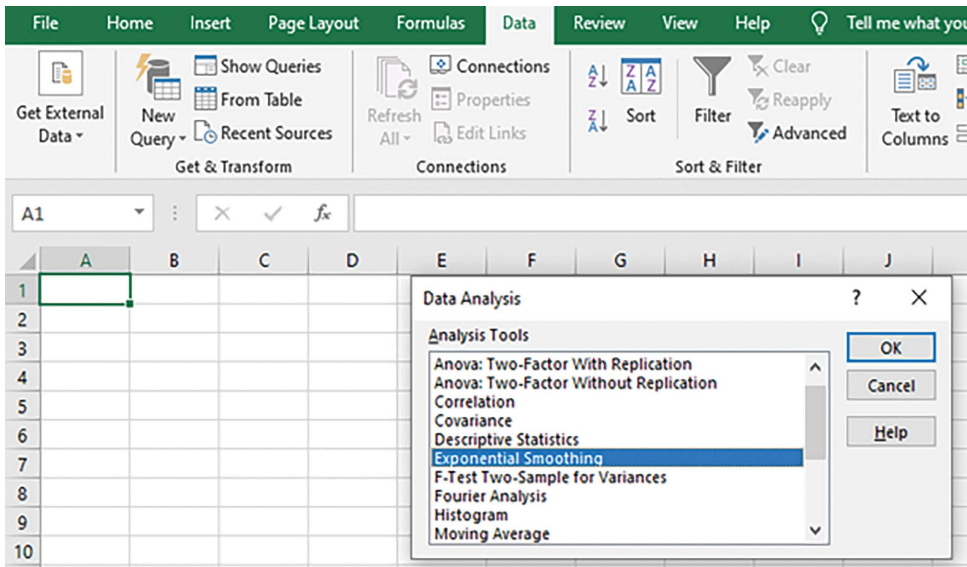 File Home Insert Page Layout Formulas Data Review View Help Tell me what you
Get External
Data
New
Query
Show Queries
From Table
Recent Sources
Get & Transform
Refresh
All
Connections
Properties
Edit Links
Connections
Sort
Filter
Clear
Reapply
Advanced
Sort & Filter
Text to
Columns
A1
fx
A B C D E F G H I J
1
2
3
4
5
6
7
8
9
10
Data Analysis ? ×
Analysis Tools
Anova: Two-Factor With Replication
Anova: Two-Factor Without Replication
Correlation
Covariance
Descriptive Statistics
Exponential Smoothing
F-Test Two-Sample for Variances
Fourier Analysis
Histogram
Moving Average
OK
Cancel
Help